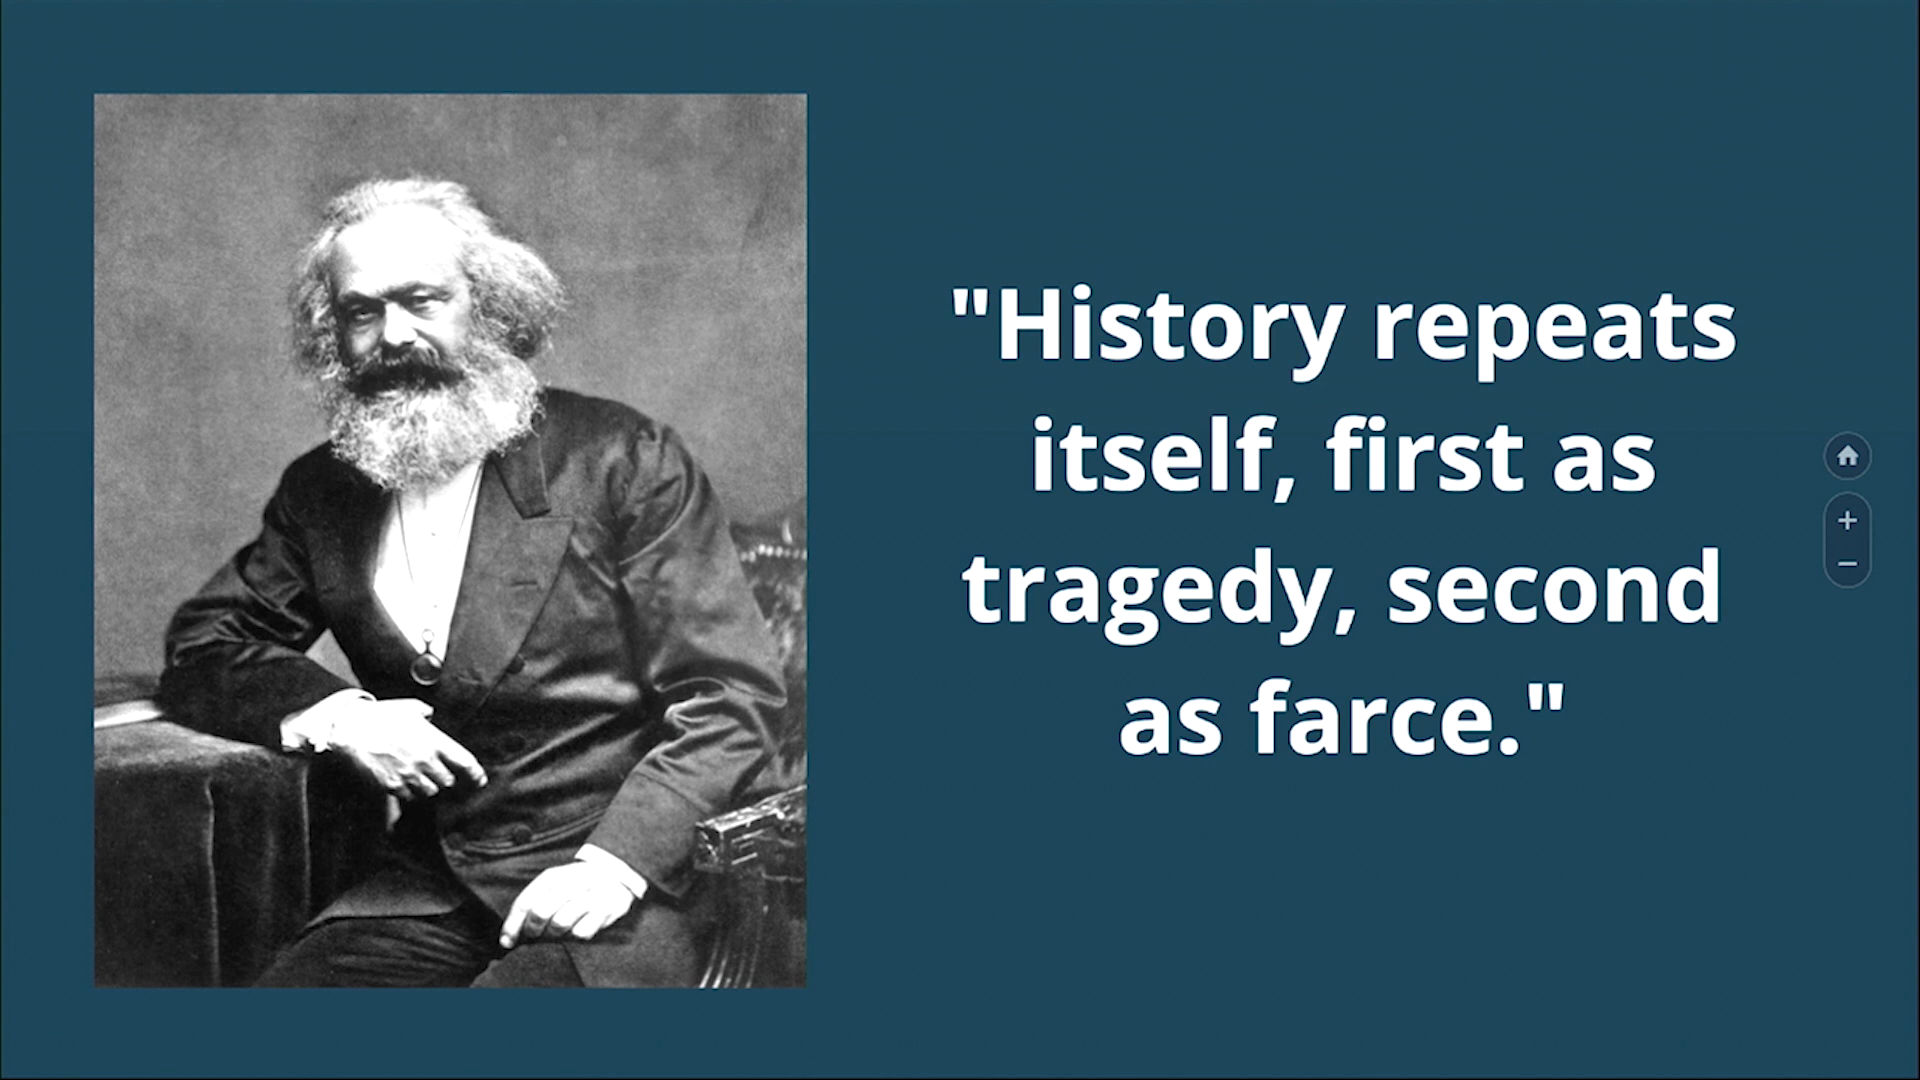 "History repeats
itself, first as
tragedy, second
as farce."